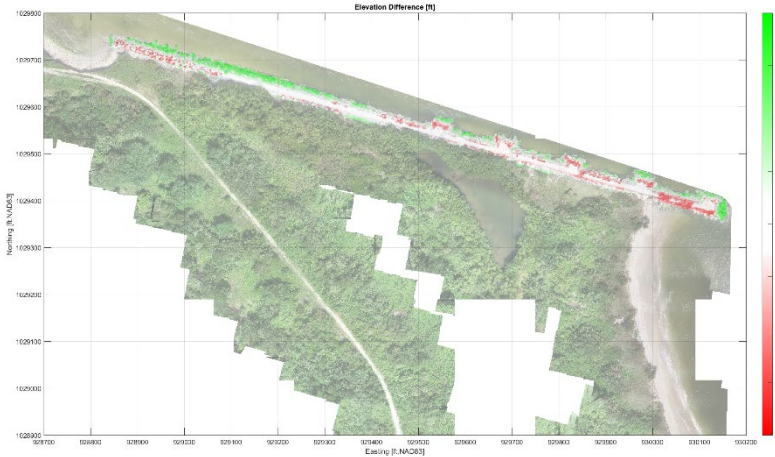 Elevation Difference [ft]
1029800
1029700
1029600
1029500
1029400
1029300
1029200
1029100
1029000
1028900
Northing [ft,NAD83]
928700 928800 928900 929000 929100 929200 929300 929400 929500 929600 929700 929800 929900 930000 930100 930200
Easting [ft,NAD83]